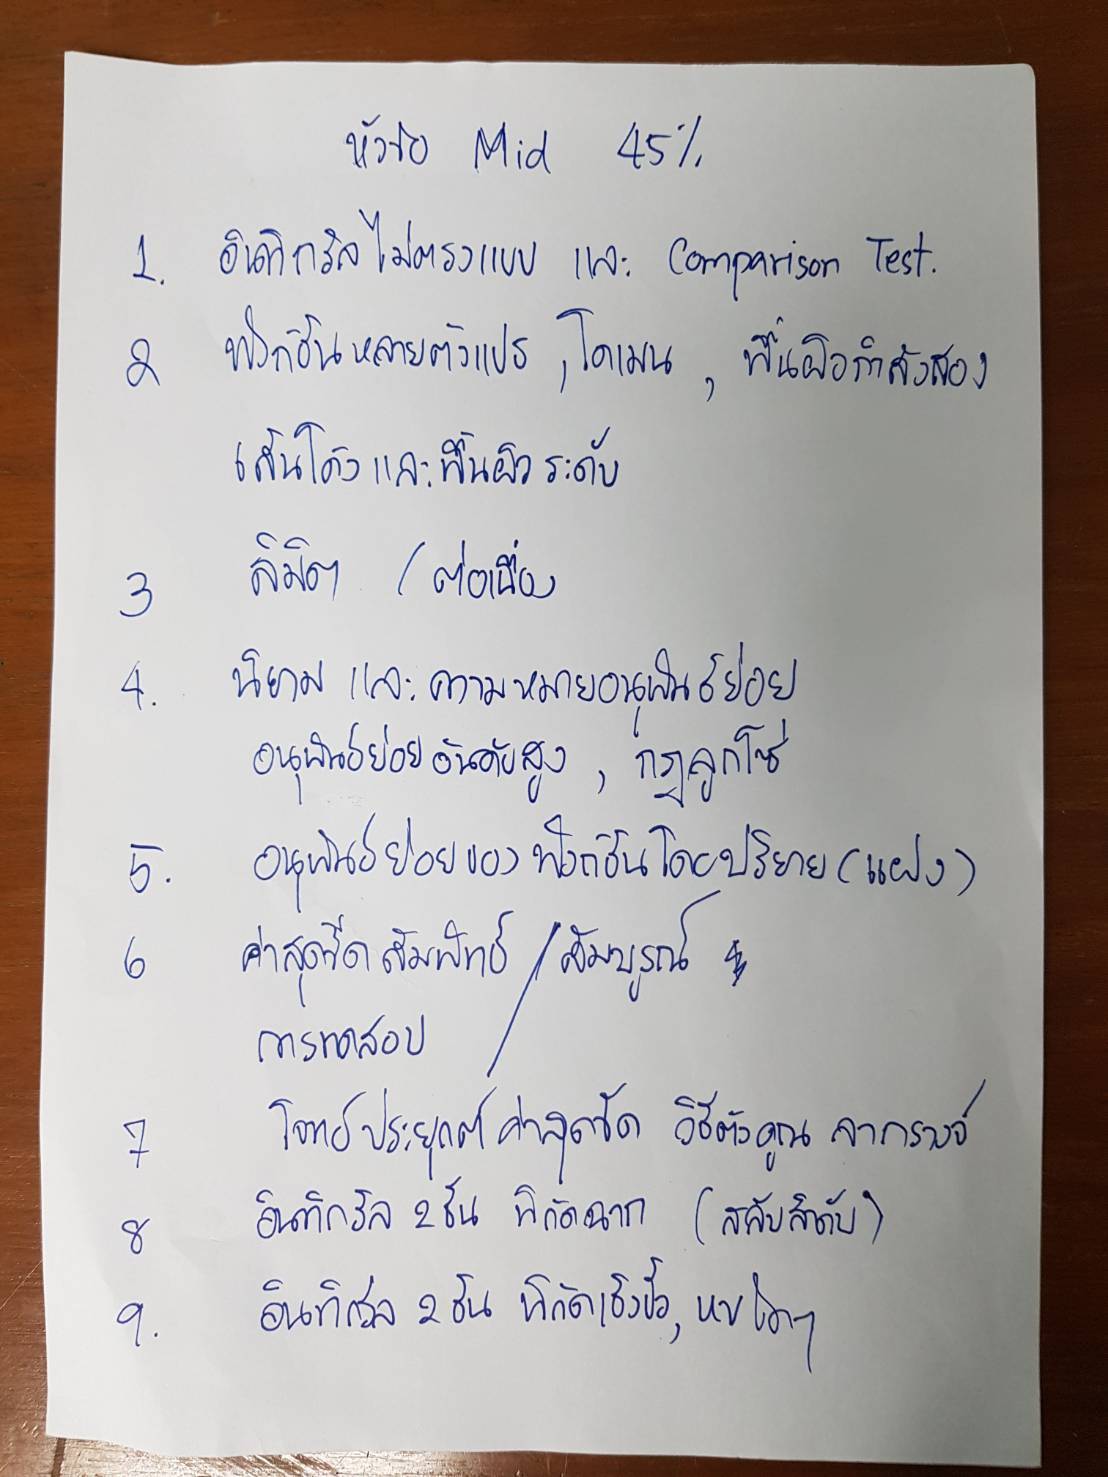 หัวข้อ Mid 45%
1. อินทิกรัลไม่ตรงแบบ และ Comparison Test.
2 ฟังก์ชันหลายตัวแปร , โดเมน , พื้นผิวกำลังสอง
เส้นโค้งและพื้นผิวระดับ
3 ลิมิต / ต่อเนื่อง
4. นิยาม และ ความหมายอนุพันธ์ย่อย
อนุพันธ์ย่อยอันดับสูง , กฎลูกโซ่
5. อนุพันธ์ย่อยของ ฟังก์ชันโดยปริยาย (แฝง)
6 ค่าสุดขีด สัมพัทธ์ / สัมบูรณ์
การทดสอบ
7 โจทย์ประยุกต์ ค่าสุดขีด วิธีตัวคูณ ลากรางจ์
8 อินทิกรัล 2 ชั้น พิกัดฉาก (สลับลำดับ)
9. อินทิกรัล 2 ชั้น พิกัดเชิงขั้ว,